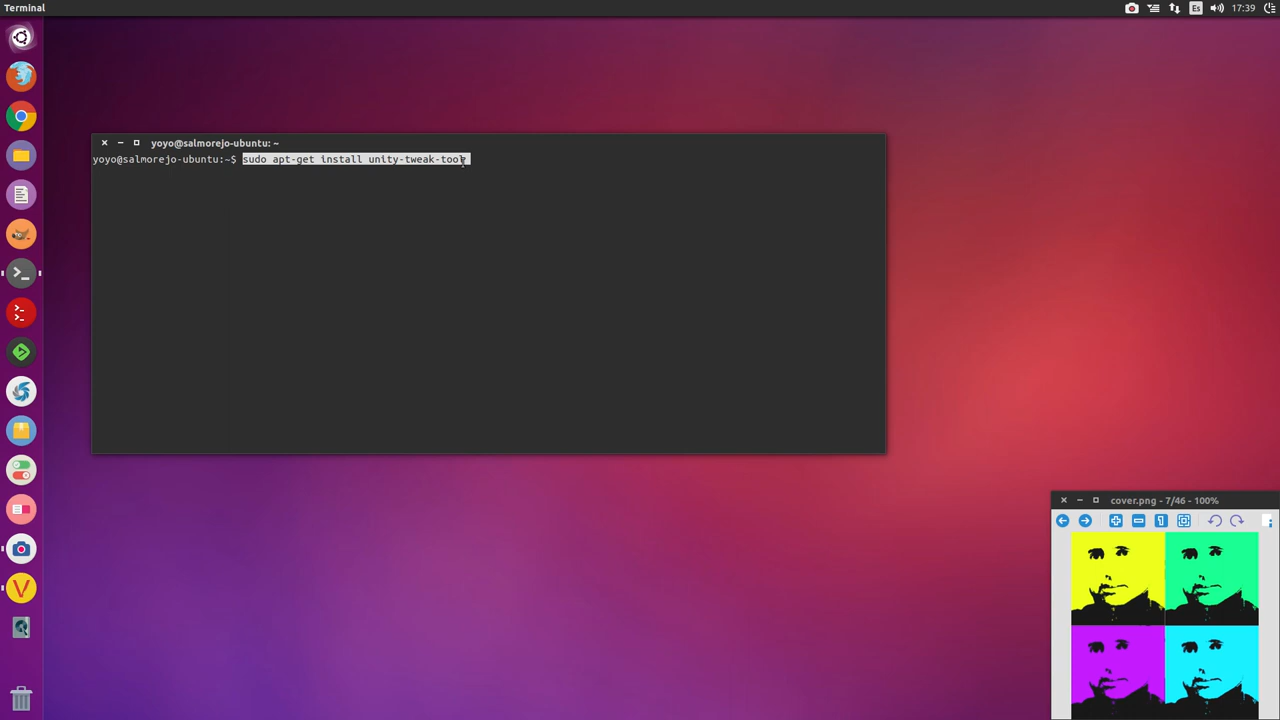 Terminal
Es
17:39
yoyo@salmorejo-ubuntu: ~
yoyo@salmorejo-ubuntu:~$ sudo apt-get install unity-tweak-tool
cover.png - 7/46 - 100%